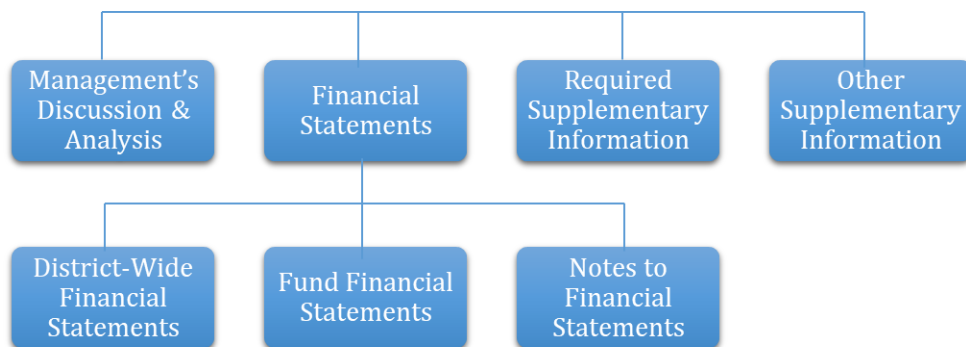 Management’s
Discussion &
Analysis
Financial
Statements
Required
Supplementary
Information
Other
Supplementary
Information
District-Wide
Financial
Statements
Fund Financial
Statements
Notes to
Financial
Statements